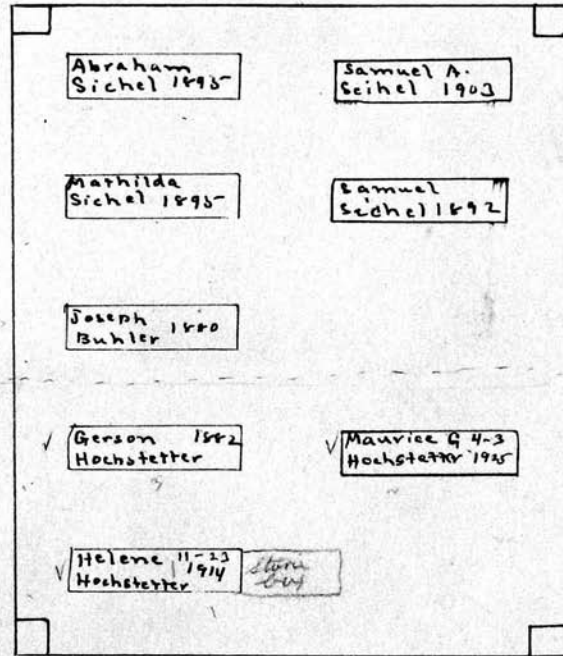 Abraham
Sichel 1895
Samuel A.
Seihel 1903
Mathilda
Sichel 1895
Samuel
Seichel 1892
Joseph 1880
Buhler
Gerson 1882
Hochstetter
Maurice G 4-3
Hochstetter 1925
Helene 11-23
1914
Hochstetter